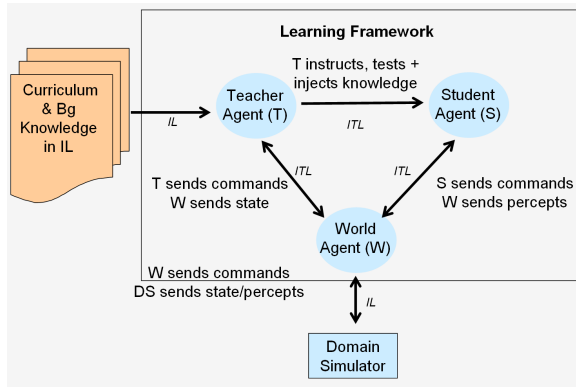 Learning Framework
Curriculum
& Bg
Knowledge
in IL
IL
Teacher
Agent (T)
T instructs, tests +
injects knowledge
ITL
Student
Agent (S)
ITL
T sends commands
W sends state
ITL
S sends commands
W sends percepts
World
Agent (W)
W sends commands
DS sends state/percepts
IL
Domain
Simulator